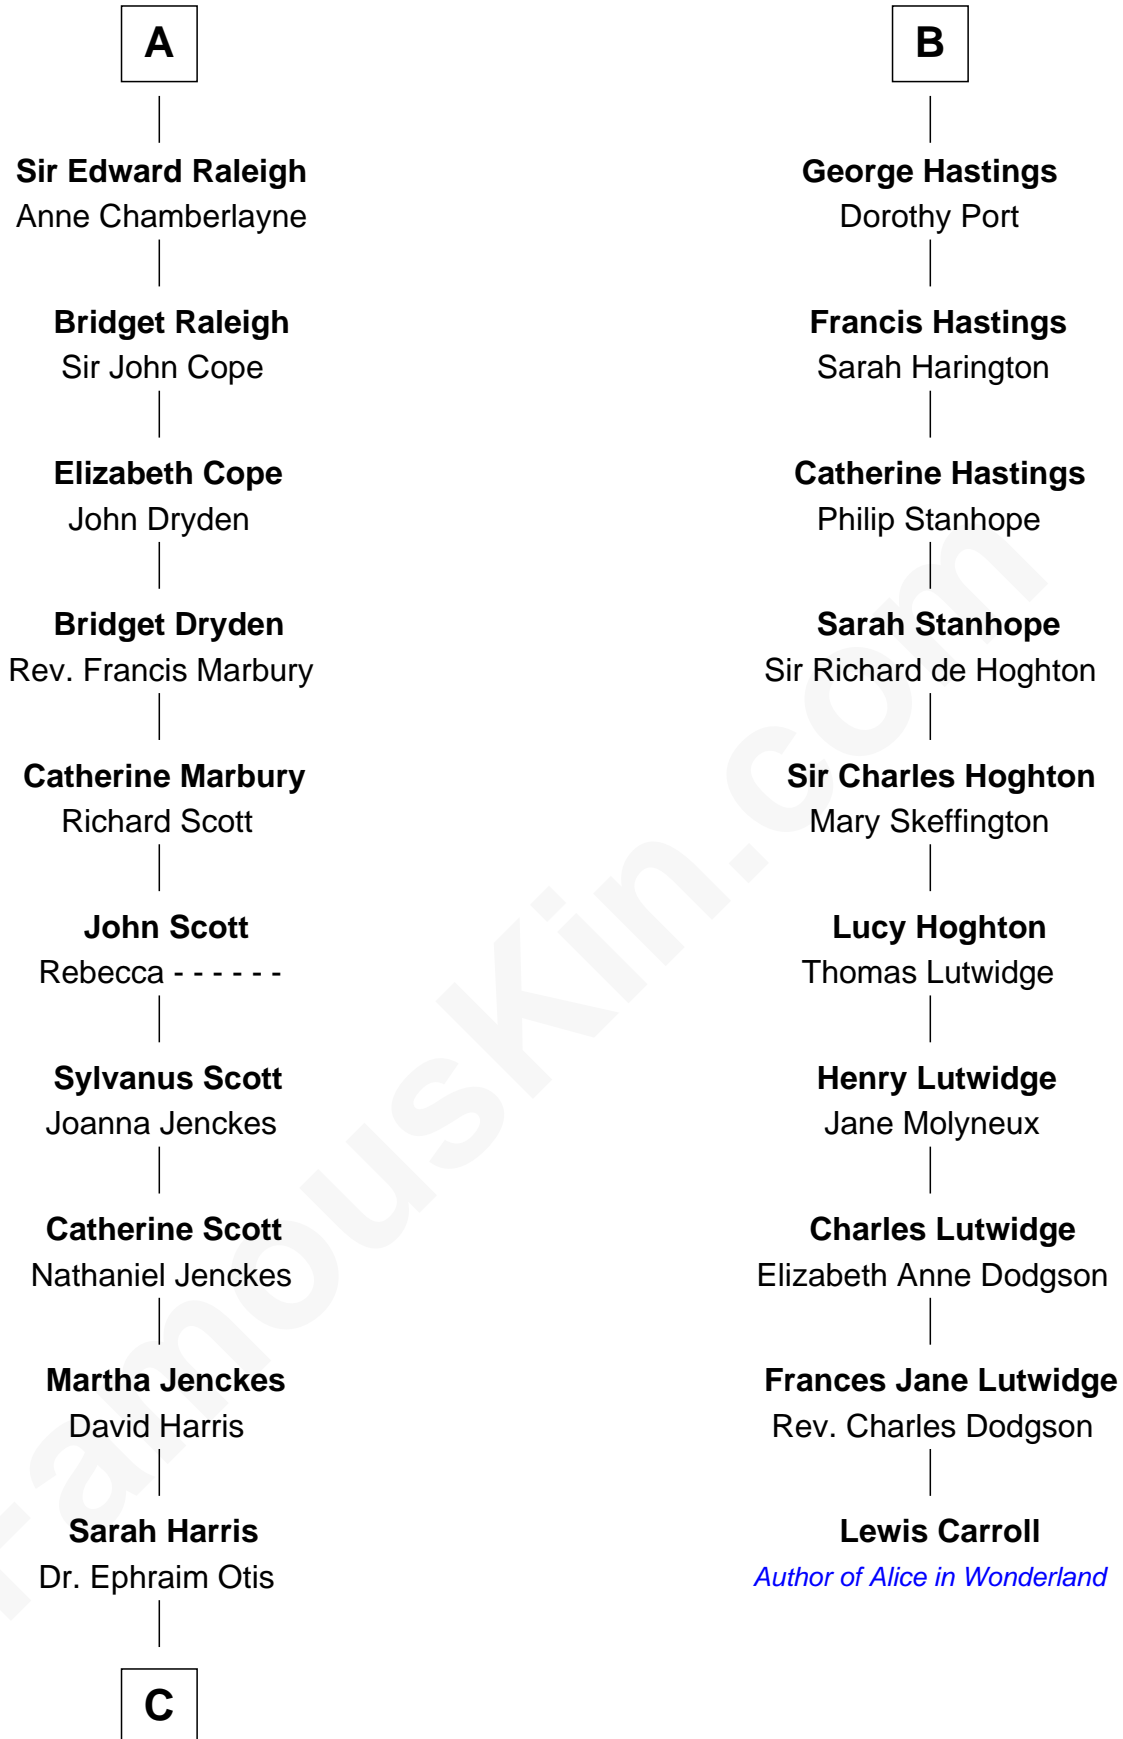 A
Sir Edward Raleigh
Anne Chamberlayne
Bridget Raleigh
Sir John Cope
Elizabeth Cope
John Dryden
Bridget Dryden
Rev. Francis Marbury
Catherine Marbury
Richard Scott
John Scott
Rebecca - - - - - -
Sylvanus Scott
Joanna Jenckes
Catherine Scott
Nathaniel Jenckes
Martha Jenckes
David Harris
Sarah Harris
Dr. Ephraim Otis
C
B
George Hastings
Dorothy Port
Francis Hastings
Sarah Harington
Catherine Hastings
Philip Stanhope
Sarah Stanhope
Sir Richard de Hoghton
Sir Charles Hoghton
Mary Skeffington
Lucy Hoghton
Thomas Lutwidge
Henry Lutwidge
Jane Molyneux
Charles Lutwidge
Elizabeth Anne Dodgson
Frances Jane Lutwidge
Rev. Charles Dodgson
Lewis Carroll
Author of Alice in Wonderland
FamousKin.com